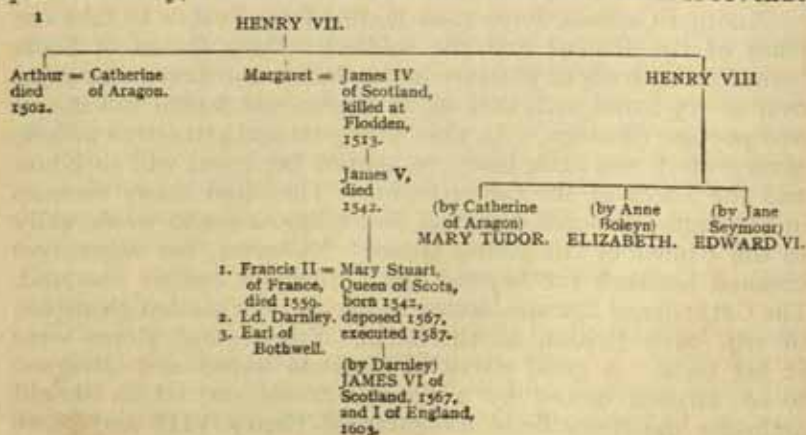 1
HENRY VII.
Arthur = Catherine
died of Aragon.
1502.
Margaret = James IV
of Scotland,
killed at
Flodden,
1513.
HENRY VIII
James V,
died
1542.
(by Catherine
of Aragon)
MARY TUDOR.
(by Anne
Boleyn)
ELIZABETH.
(by Jane
Seymour)
EDWARD VI.
1. Francis II = Mary Stuart,
of France, Queen of Scots,
died 1559. born 1542,
2. Ld. Darnley. deposed 1567,
3. Earl of executed 1587.
Bothwell.
(by Darnley)
JAMES VI of
Scotland, 1567,
and I of England,
1603.